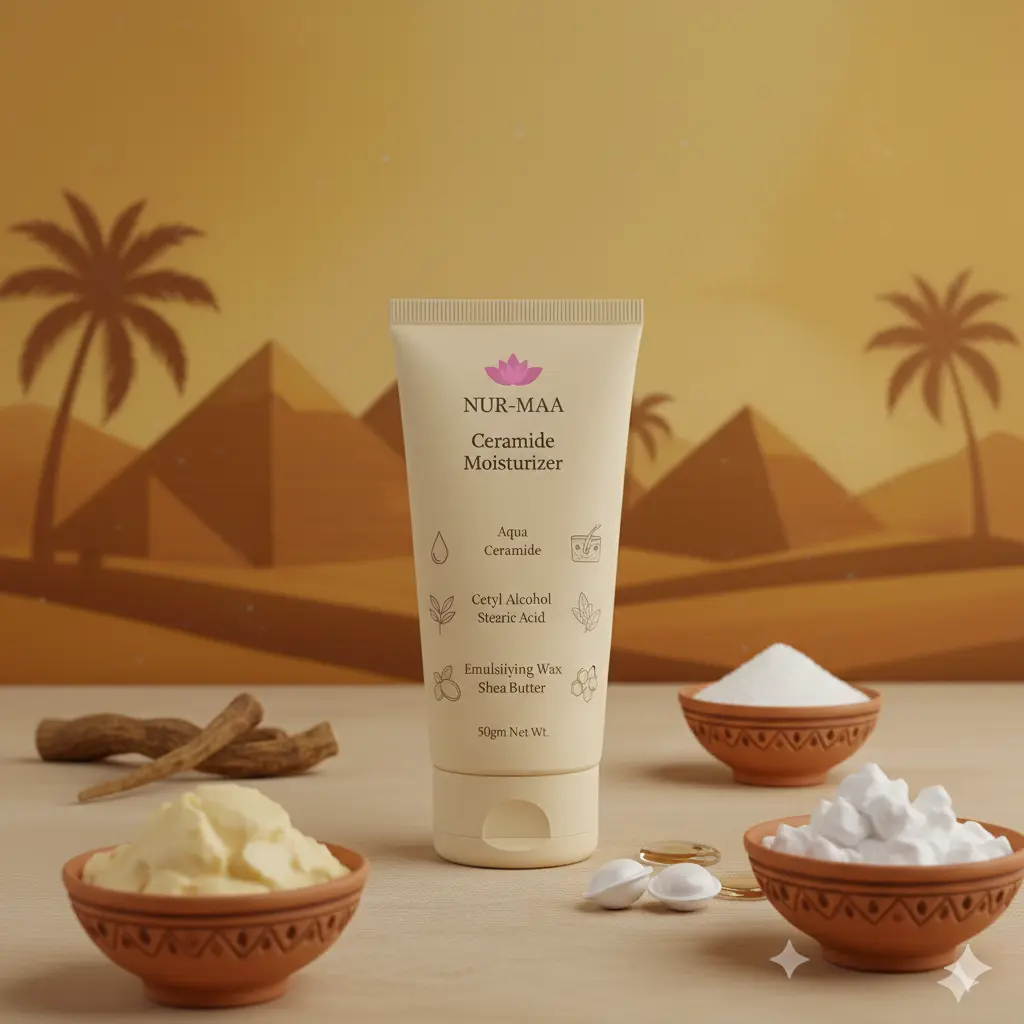 NUR-MAA
Ceramide
Moisturizer
Aqua
Ceramide
Cetyl Alcohol
Stearic Acid
Emulsiiying Wax
Shea Butter
50gm Net Wt.